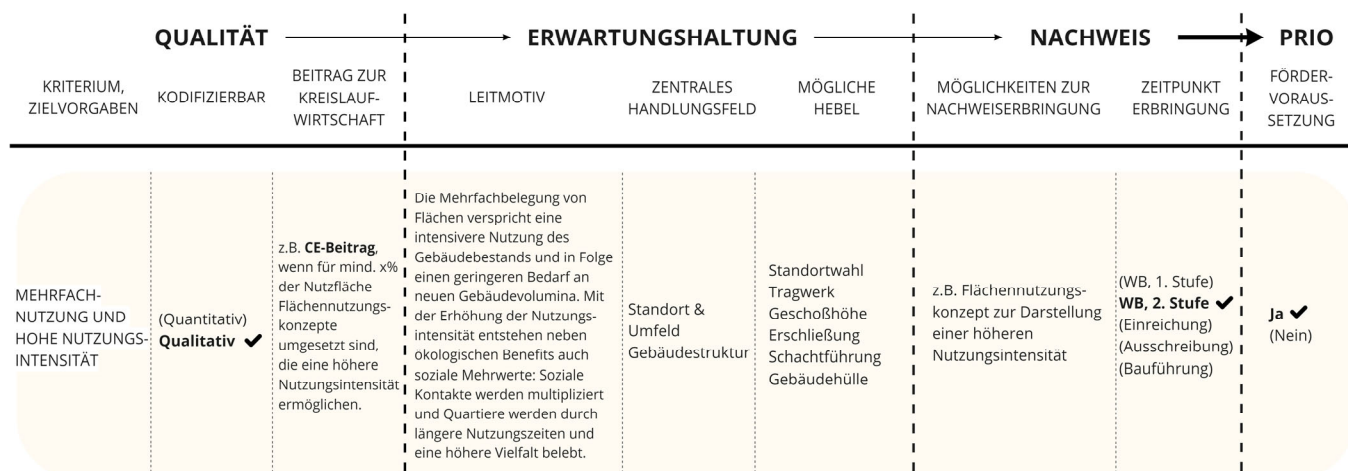 QUALITÄT
ERWARTUNGSHALTUNG
NACHWEIS
PRIO
KRITERIUM,
ZIELVORGABEN
KODIFIZIERBAR
BEITRAG ZUR
KREISLAUF-
WIRTSCHAFT
LEITMOTIV
ZENTRALES
HANDLUNGSFELD
MÖGLICHE
HEBEL
MÖGLICHKEITEN ZUR
NACHWEISERBRINGUNG
ZEITPUNKT
ERBRINGUNG
FÖRDER-
VORAUS-
SETZUNG
MEHRFACH-
NUTZUNG UND
HOHE NUTZUNGS-
INTENSITÄT
(Quantitativ)
Qualitativ ✔
z.B. CE-Beitrag,
wenn für mind. x%
der Nutzfläche
Flächennutzungs-
konzepte
umgesetzt sind,
die eine höhere
Nutzungsintensität
ermöglichen.
Die Mehrfachbelegung von
Flächen verspricht eine
intensivere Nutzung des
Gebäudebestands und in Folge
einen geringeren Bedarf an
neuen Gebäudevolumina. Mit
der Erhöhung der Nutzungs-
intensität entstehen neben
ökologischen Benefits auch
soziale Mehrwerte: Soziale
Kontakte werden multipliziert
und Quartiere werden durch
längere Nutzungszeiten und
eine höhere Vielfalt belebt.
Standort &
Umfeld
Gebäudestruktur
Standortwahl
Tragwerk
Geschoßhöhe
Erschließung
Schachtführung
Gebäudehülle
z.B. Flächennutzungs-
konzept zur Darstellung
einer höheren
Nutzungsintensität
(WB, 1. Stufe)
WB, 2. Stufe ✔
(Einreichung)
(Ausschreibung)
(Bauführung)
Ja ✔
(Nein)